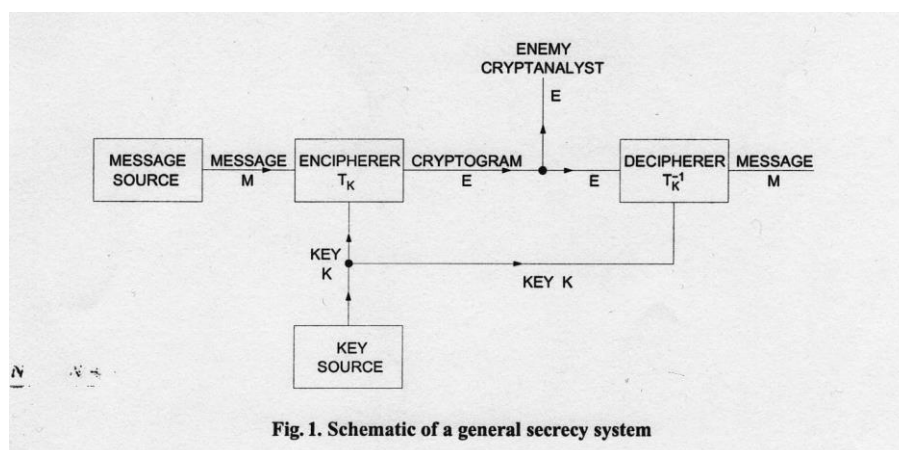 ENEMY
CRYPTANALYST
E
MESSAGE
SOURCE
MESSAGE
M
ENCIPHERER
T_K
CRYPTOGRAM
E
E
DECIPHERER
T_K^-1
MESSAGE
M
KEY
K
KEY K
KEY
SOURCE
N N
Fig. 1. Schematic of a general secrecy system